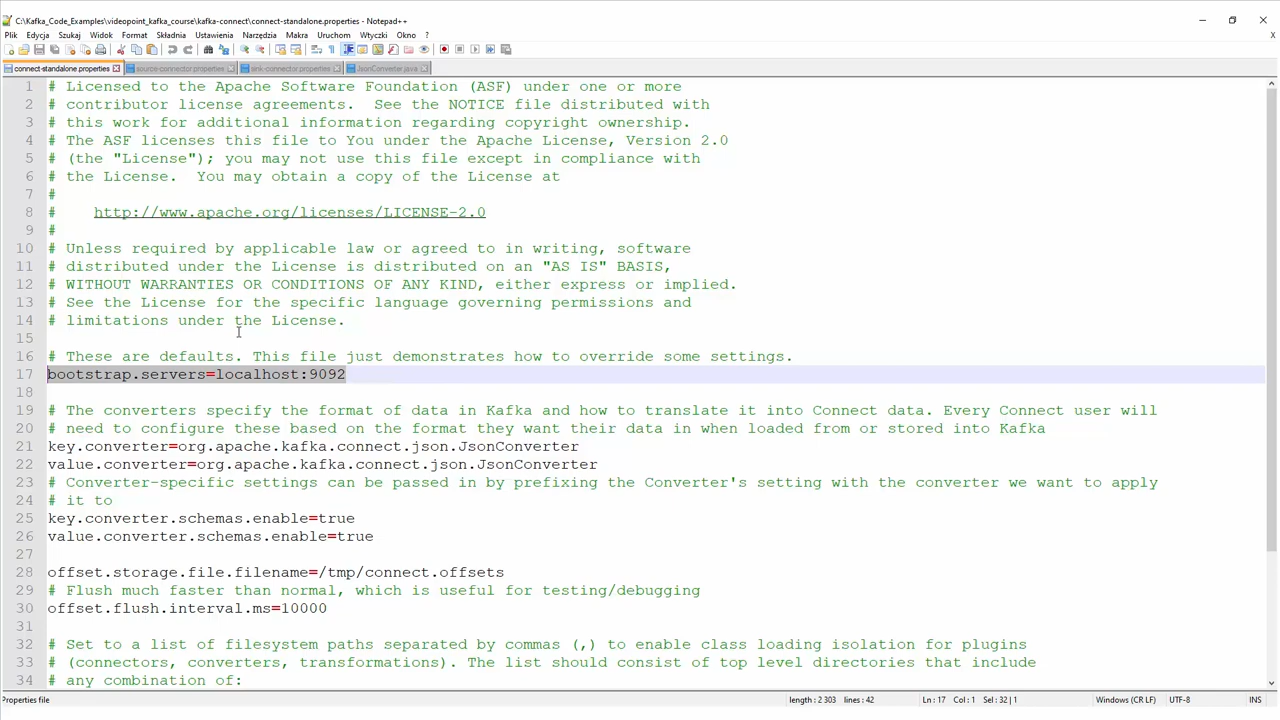 C:\Kafka_Code_Examples\videopoint_kafka_course\kafka-connect\connect-standalone.properties - Notepad++
Plik Edycja Szukaj Widok Format Składnia Ustawienia Narzędzia Makra Uruchom Wtyczki Okno ?
X
connect-standalone.properties source-connector.properties sink-connector.properties JsonConverter.java
1 # Licensed to the Apache Software Foundation (ASF) under one or more
2 # contributor license agreements.  See the NOTICE file distributed with
3 # this work for additional information regarding copyright ownership.
4 # The ASF licenses this file to You under the Apache License, Version 2.0
5 # (the "License"); you may not use this file except in compliance with
6 # the License.  You may obtain a copy of the License at
7 #
8 #    http://www.apache.org/licenses/LICENSE-2.0
9 #
10 # Unless required by applicable law or agreed to in writing, software
11 # distributed under the License is distributed on an "AS IS" BASIS,
12 # WITHOUT WARRANTIES OR CONDITIONS OF ANY KIND, either express or implied.
13 # See the License for the specific language governing permissions and
14 # limitations under the License.
15
16 # These are defaults. This file just demonstrates how to override some settings.
17 bootstrap.servers=localhost:9092
18
19 # The converters specify the format of data in Kafka and how to translate it into Connect data. Every Connect user will
20 # need to configure these based on the format they want their data in when loaded from or stored into Kafka
21 key.converter=org.apache.kafka.connect.json.JsonConverter
22 value.converter=org.apache.kafka.connect.json.JsonConverter
23 # Converter-specific settings can be passed in by prefixing the Converter's setting with the converter we want to apply
24 # it to
25 key.converter.schemas.enable=true
26 value.converter.schemas.enable=true
27
28 offset.storage.file.filename=/tmp/connect.offsets
29 # Flush much faster than normal, which is useful for testing/debugging
30 offset.flush.interval.ms=10000
31
32 # Set to a list of filesystem paths separated by commas (,) to enable class loading isolation for plugins
33 # (connectors, converters, transformations). The list should consist of top level directories that include
34 # any combination of:
Properties file length : 2 303 lines : 42 Ln : 17 Col : 1 Sel : 32 | 1 Windows (CR LF) UTF-8 INS